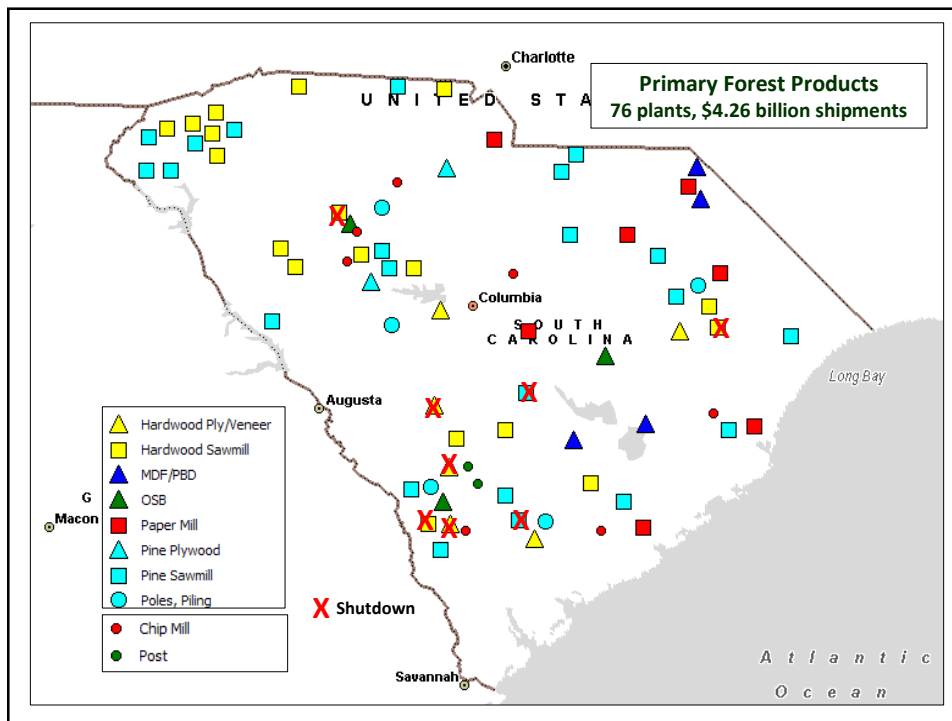 Charlotte
Primary Forest Products
76 plants, $4.26 billion shipments
U N I T E D S T A
Columbia
S O U T H
C A R O L I N A
Long Bay
Augusta
Hardwood Ply/Veneer
Hardwood Sawmill
MDF/PBD
OSB
Paper Mill
Pine Plywood
Pine Sawmill
Poles, Piling
G
Macon
X Shutdown
Chip Mill
Post
Savannah
A t l a n t i c
O c e a n